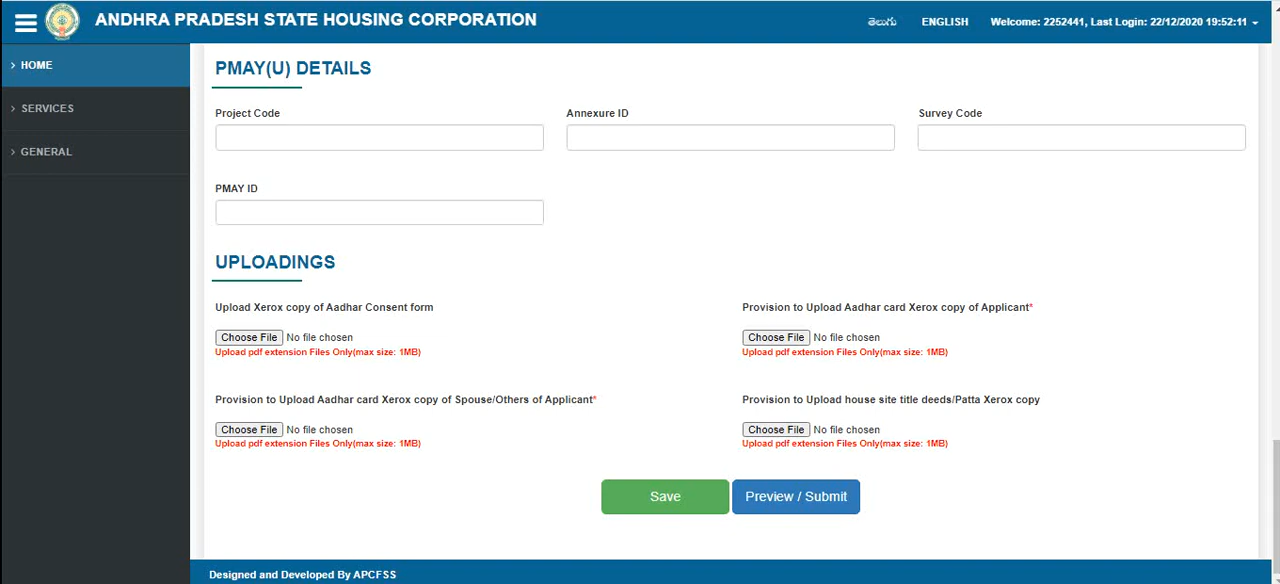 ANDHRA PRADESH STATE HOUSING CORPORATION
తెలుగు ENGLISH Welcome: 2252441, Last Login: 22/12/2020 19:52:11
HOME
SERVICES
GENERAL
PMAY(U) DETAILS
Project Code Annexure ID Survey Code
PMAY ID
UPLOADINGS
Upload Xerox copy of Aadhar Consent form
Choose File No file chosen
Upload pdf extension Files Only(max size: 1MB)
Provision to Upload Aadhar card Xerox copy of Applicant*
Choose File No file chosen
Upload pdf extension Files Only(max size: 1MB)
Provision to Upload Aadhar card Xerox copy of Spouse/Others of Applicant*
Choose File No file chosen
Upload pdf extension Files Only(max size: 1MB)
Provision to Upload house site title deeds/Patta Xerox copy
Choose File No file chosen
Upload pdf extension Files Only(max size: 1MB)
Save Preview / Submit
Designed and Developed By APCFSS